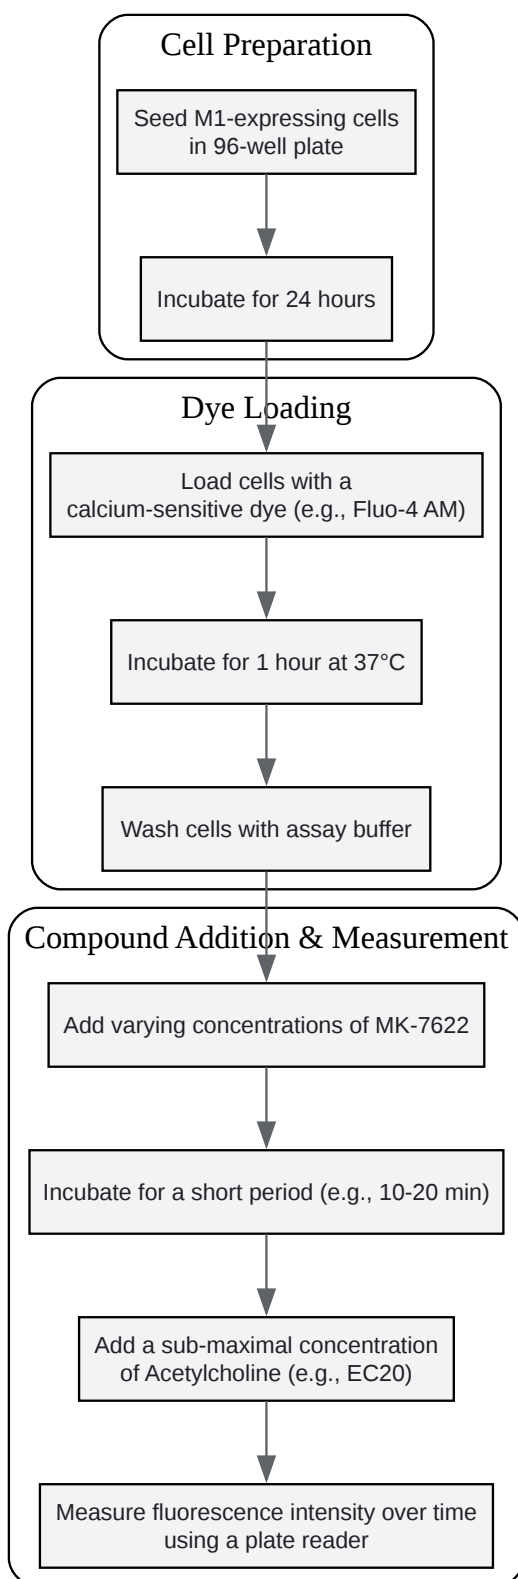 Cell Preparation
Seed M1-expressing cells
in 96-well plate
Incubate for 24 hours
Dye Loading
Load cells with a
calcium-sensitive dye (e.g., Fluo-4 AM)
Incubate for 1 hour at 37°C
Wash cells with assay buffer
Compound Addition & Measurement
Add varying concentrations of MK-7622
Incubate for a short period (e.g., 10-20 min)
Add a sub-maximal concentration
of Acetylcholine (e.g., EC20)
Measure fluorescence intensity over time
using a plate reader